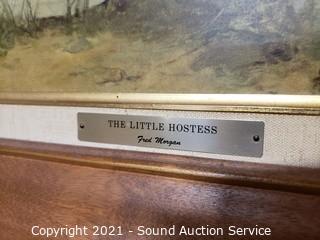 THE LITTLE HOSTESS
Fred Morgan
Copyright 2021 - Sound Auction Service